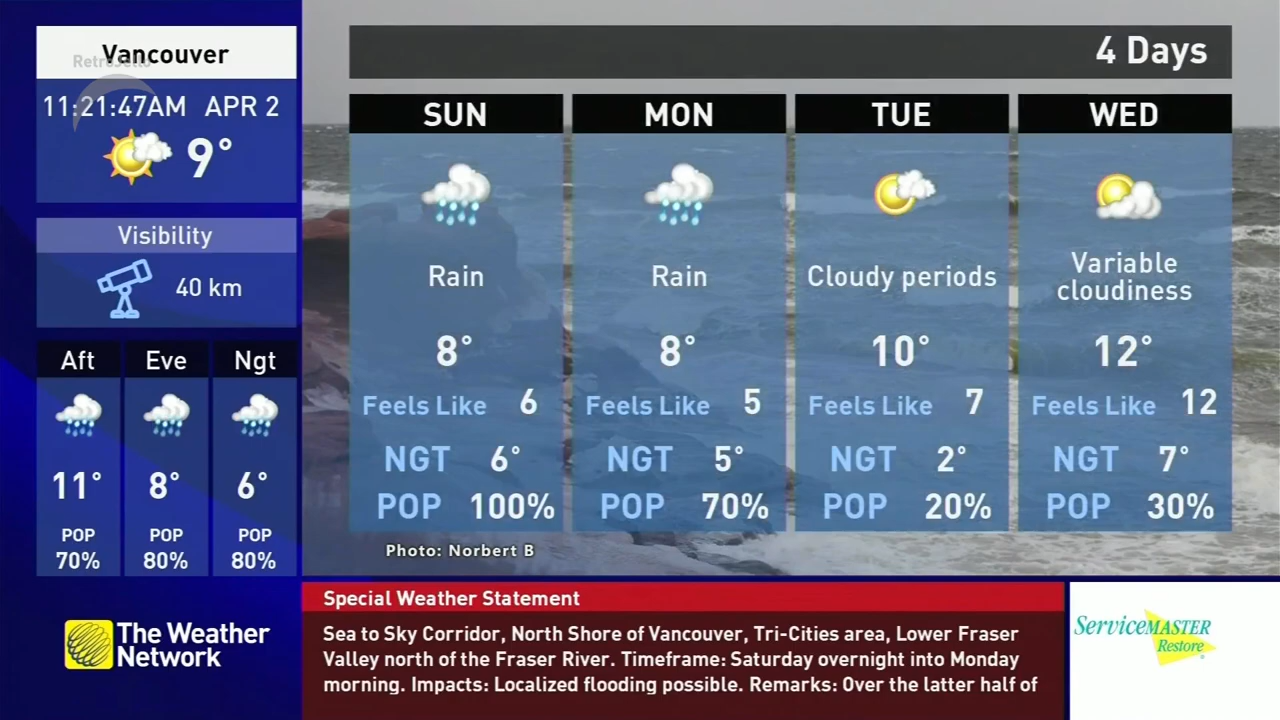 Vancouver
RetroJello
11:21:47AM APR 2
9°
Visibility
40 km
Aft Eve Ngt
11° 8° 6°
POP POP POP
70% 80% 80%
The Weather
Network
4 Days
SUN MON TUE WED
Rain Rain Cloudy periods Variable
cloudiness
8° 8° 10° 12°
Feels Like 6 Feels Like 5 Feels Like 7 Feels Like 12
NGT 6° NGT 5° NGT 2° NGT 7°
POP 100% POP 70% POP 20% POP 30%
Photo: Norbert B
Special Weather Statement
Sea to Sky Corridor, North Shore of Vancouver, Tri-Cities area, Lower Fraser
Valley north of the Fraser River. Timeframe: Saturday overnight into Monday
morning. Impacts: Localized flooding possible. Remarks: Over the latter half of
ServiceMASTER
Restore